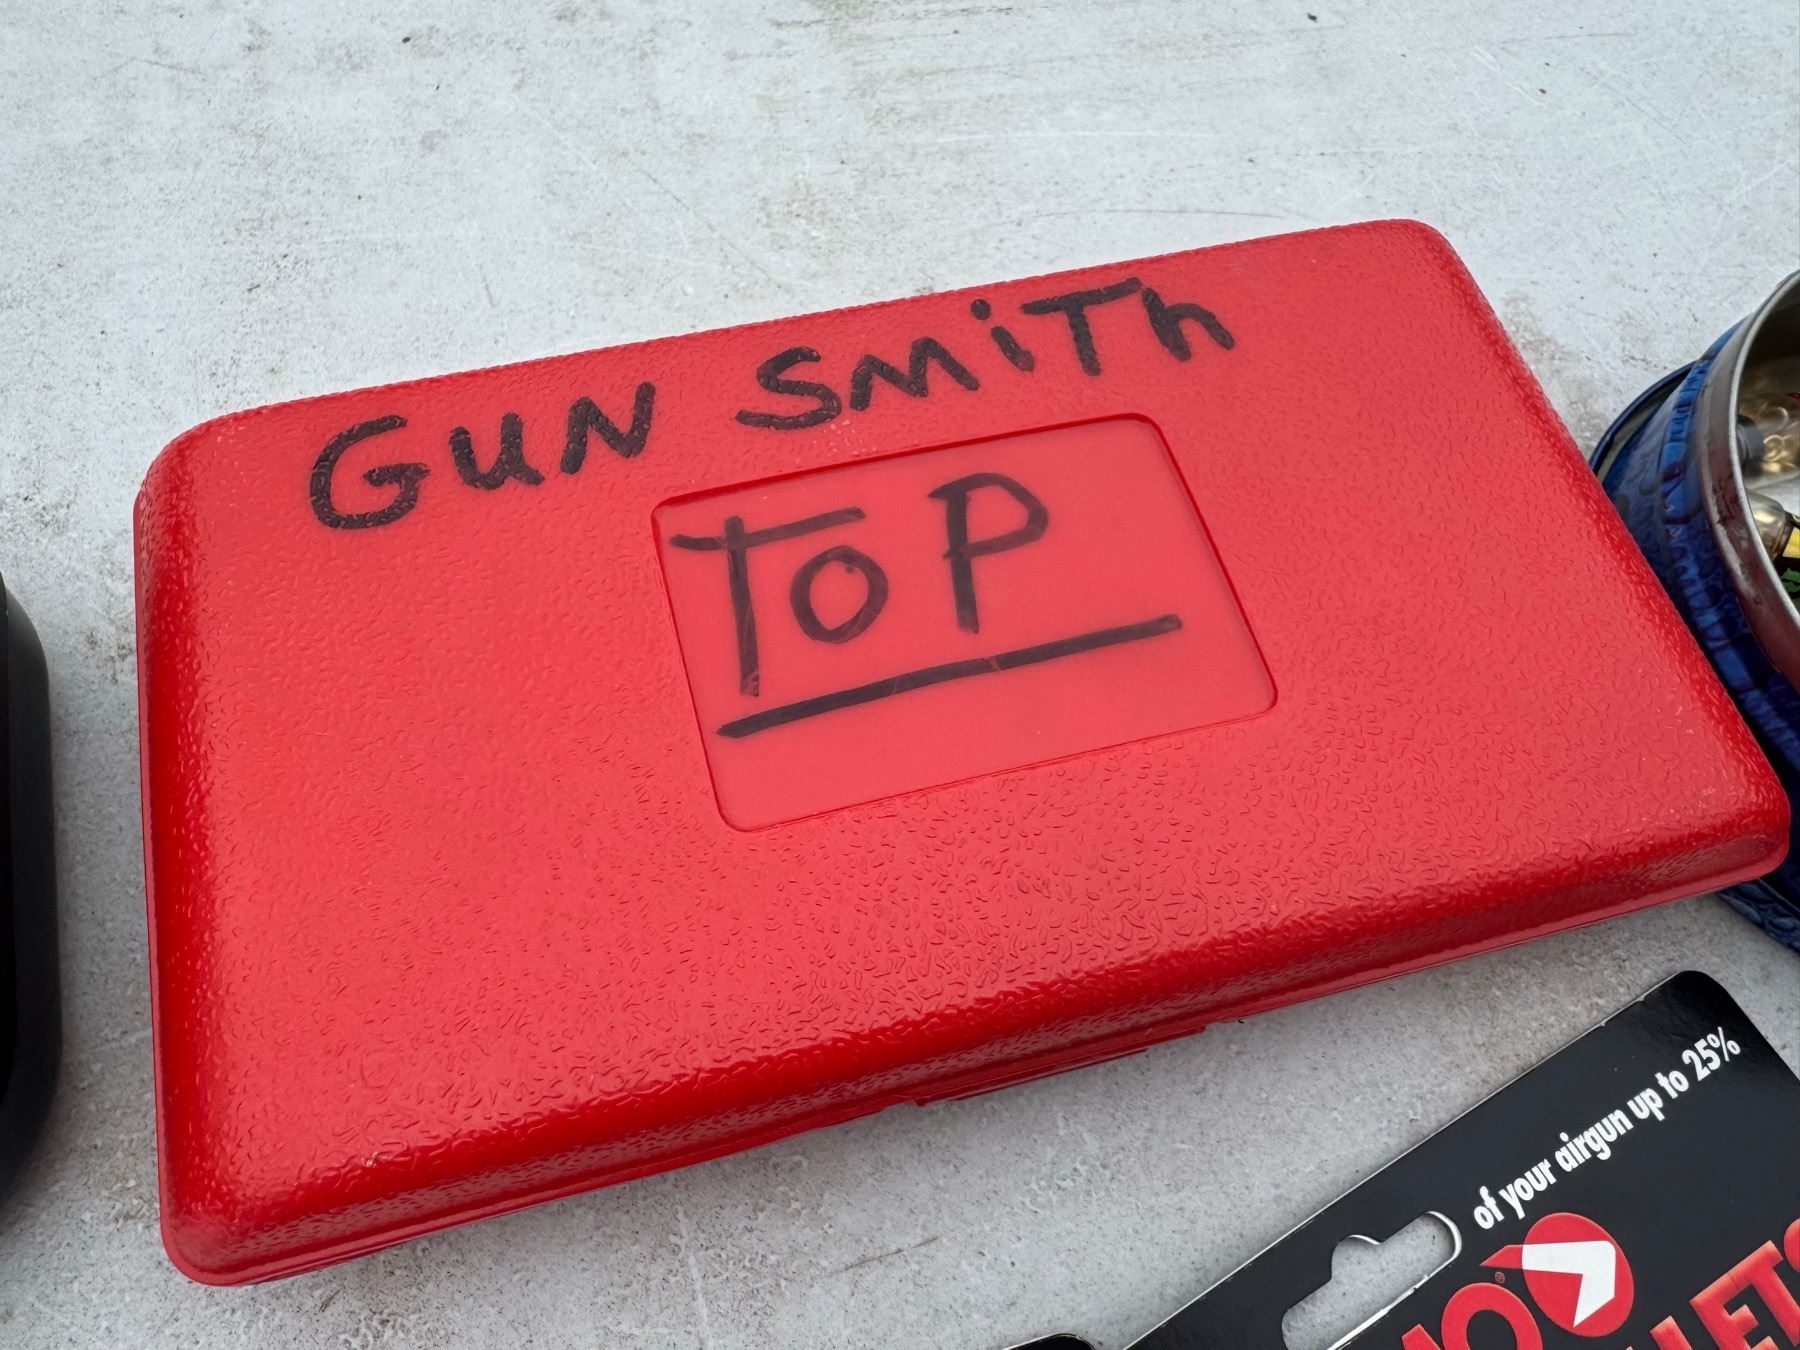 GUN SmiTh
ToP
of your airgun up to 25%